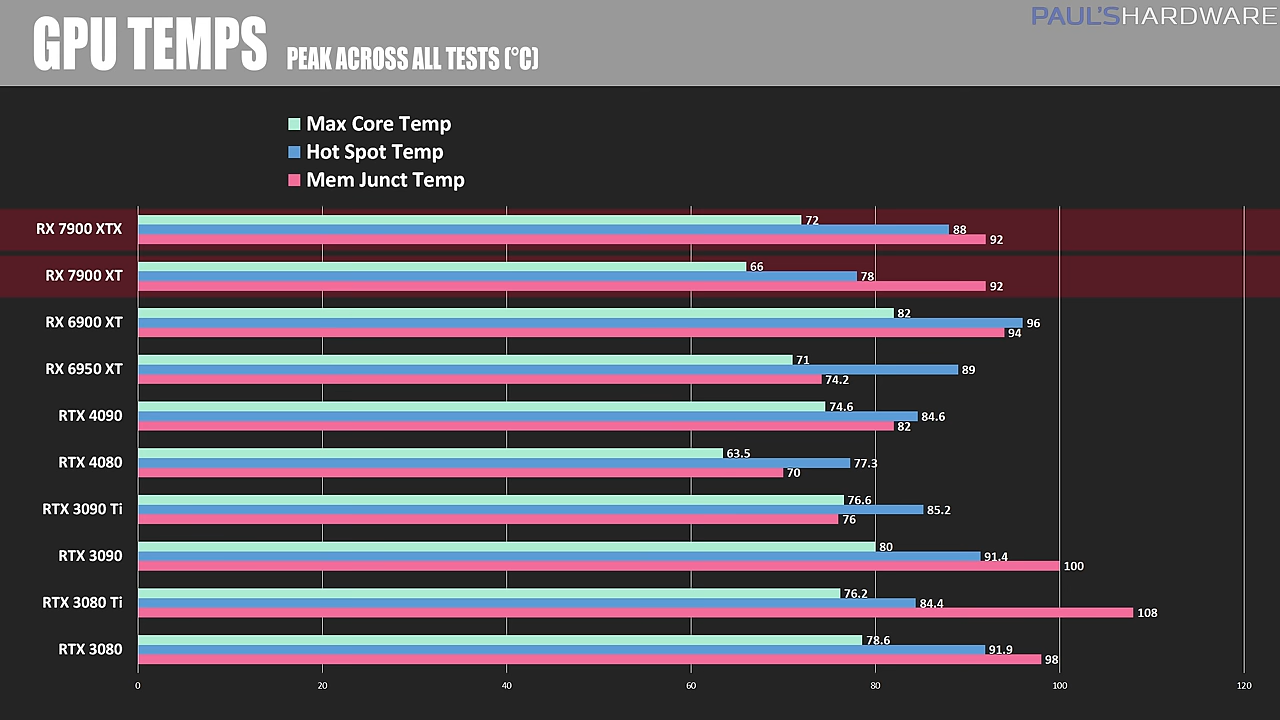 PAUL'SHARDWARE
GPU TEMPS PEAK ACROSS ALL TESTS (°C)
Max Core Temp
Hot Spot Temp
Mem Junct Temp
RX 7900 XTX 72 88 92
RX 7900 XT 66 78 92
RX 6900 XT 82 96 94
RX 6950 XT 71 89 74.2
RTX 4090 74.6 84.6 82
RTX 4080 63.5 77.3 70
RTX 3090 Ti 76.6 85.2 76
RTX 3090 80 91.4 100
RTX 3080 Ti 76.2 84.4 108
RTX 3080 78.6 91.9 98
0 20 40 60 80 100 120